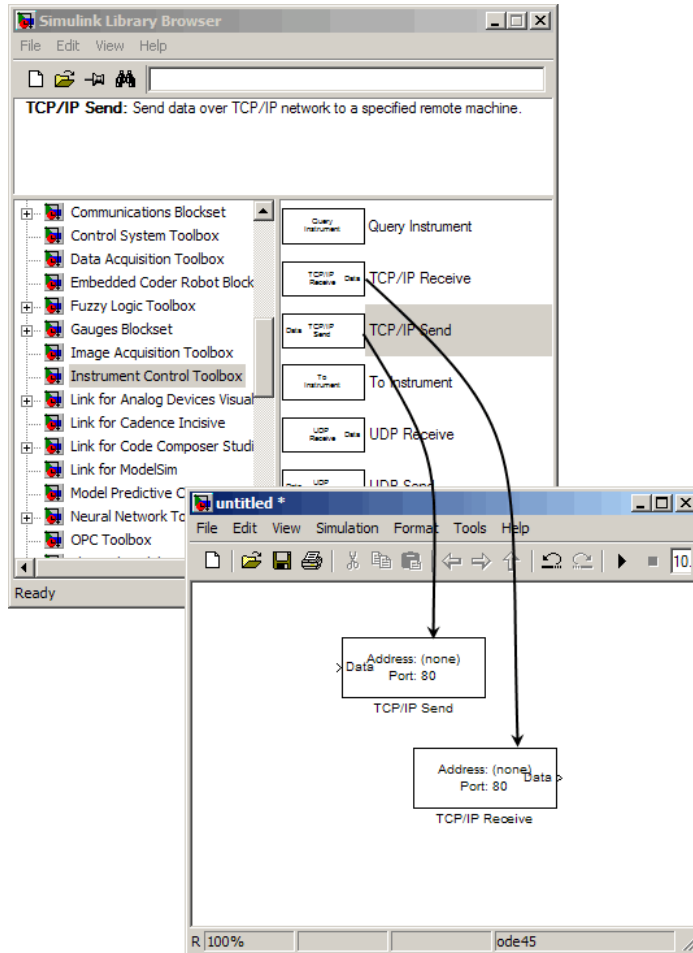 Simulink Library Browser
File Edit View Help
TCP/IP Send: Send data over TCP/IP network to a specified remote machine.
Communications Blockset
Control System Toolbox
Data Acquisition Toolbox
Embedded Coder Robot Block
Fuzzy Logic Toolbox
Gauges Blockset
Image Acquisition Toolbox
Instrument Control Toolbox
Link for Analog Devices Visual
Link for Cadence Incisive
Link for Code Composer Studi
Link for ModelSim
Model Predictive C
Neural Network To
OPC Toolbox
Query Instrument
Query Instrument
TCP/IP Receive Data
TCP/IP Receive
Data TCP/IP Send
TCP/IP Send
To Instrument
To Instrument
UDP Receive Data
UDP Receive
Data UDP
UDP Send
Ready
untitled *
File Edit View Simulation Format Tools Help
10.
Data
Address: (none)
Port: 80
TCP/IP Send
Address: (none)
Port: 80
Data
TCP/IP Receive
R 100% ode45